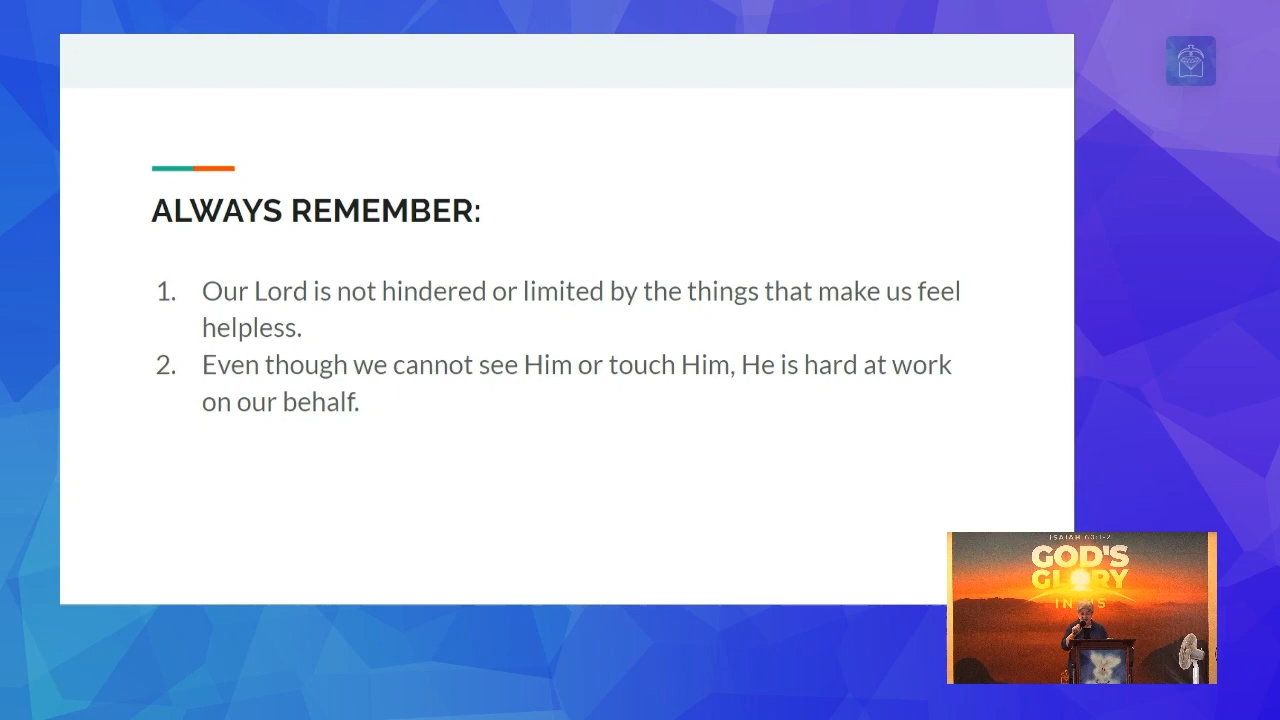 ALWAYS REMEMBER:
1. Our Lord is not hindered or limited by the things that make us feel
helpless.
2. Even though we cannot see Him or touch Him, He is hard at work
on our behalf.
GOD'S
GLORY
IN US